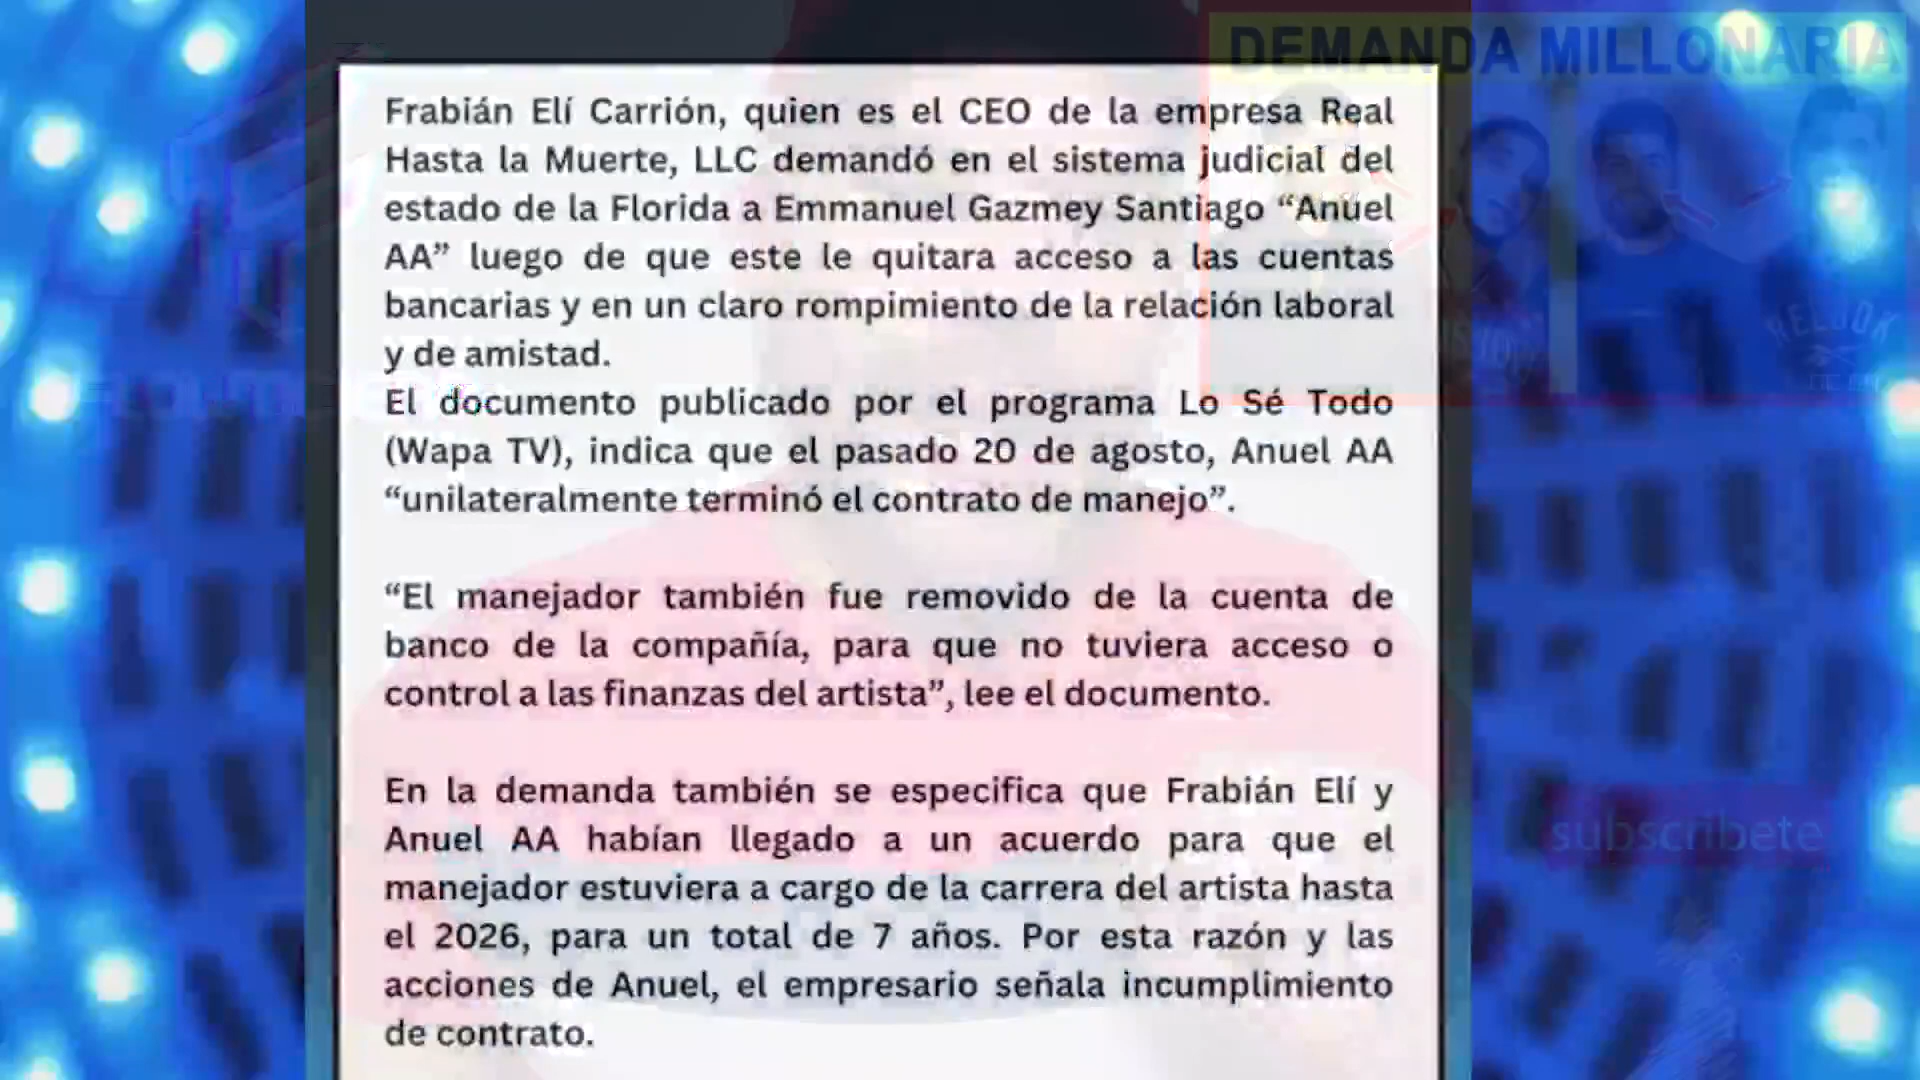 DEMANDA MILLONARIA
Frabián Elí Carrión, quien es el CEO de la empresa Real
Hasta la Muerte, LLC demandó en el sistema judicial del
estado de la Florida a Emmanuel Gazmey Santiago “Anuel
AA” luego de que este le quitara acceso a las cuentas
bancarias y en un claro rompimiento de la relación laboral
y de amistad.
El documento publicado por el programa Lo Sé Todo
(Wapa TV), indica que el pasado 20 de agosto, Anuel AA
“unilateralmente terminó el contrato de manejo”.
“El manejador también fue removido de la cuenta de
banco de la compañía, para que no tuviera acceso o
control a las finanzas del artista”, lee el documento.
En la demanda también se especifica que Frabián Elí y
Anuel AA habían llegado a un acuerdo para que el
manejador estuviera a cargo de la carrera del artista hasta
el 2026, para un total de 7 años. Por esta razón y las
acciones de Anuel, el empresario señala incumplimiento
de contrato.
subscribete